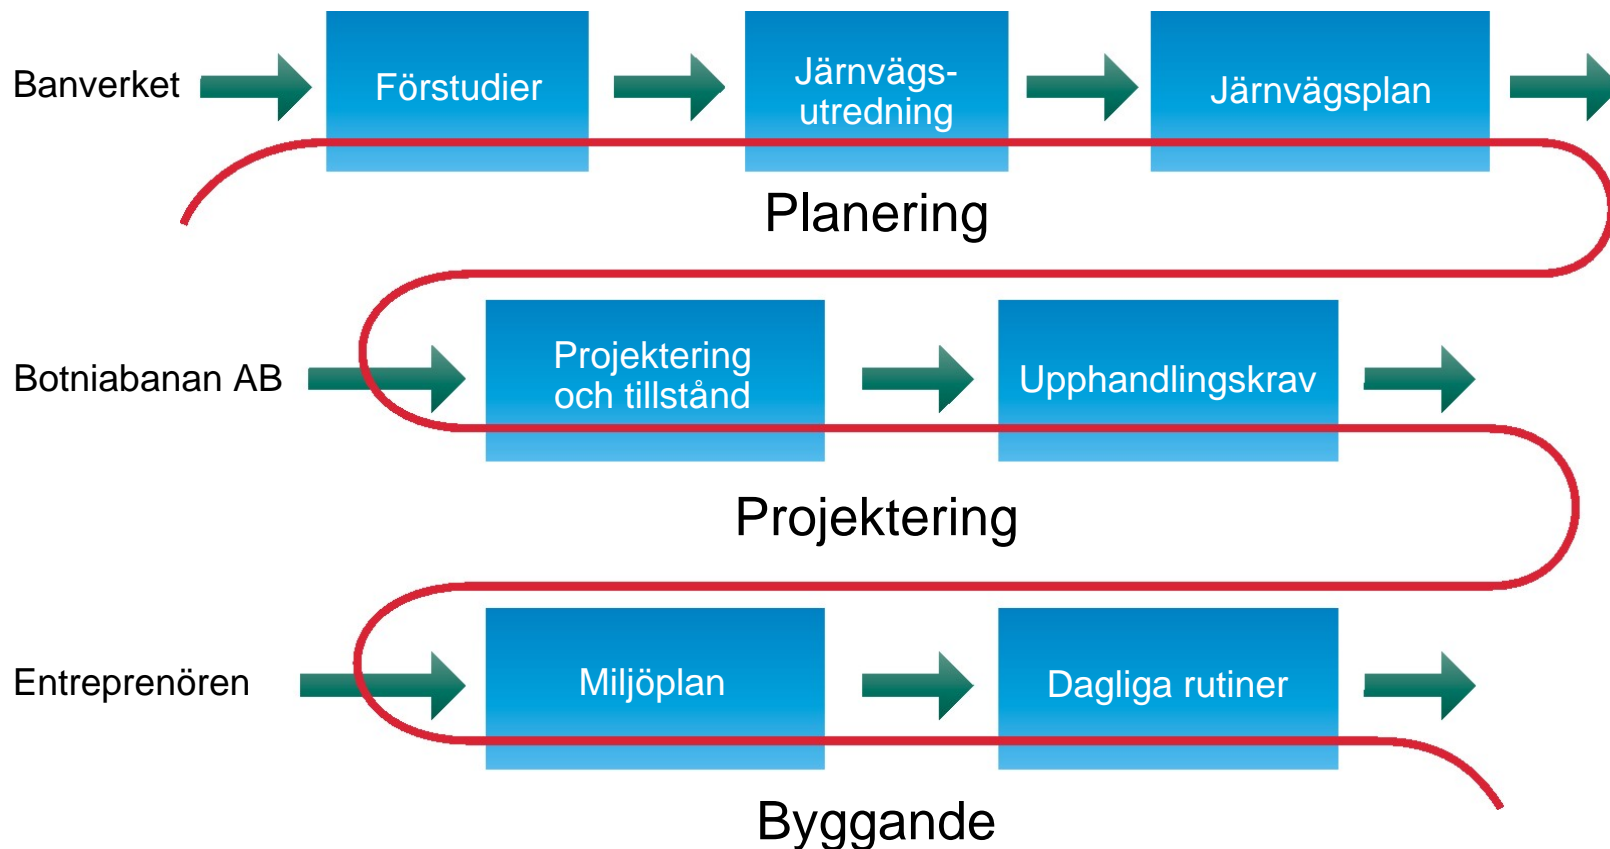 Banverket
Förstudier
Järnvägs-
utredning
Järnvägsplan
Planering
Botniabanan AB
Projektering
och tillstånd
Upphandlingskrav
Projektering
Entreprenören
Miljöplan
Dagliga rutiner
Byggande